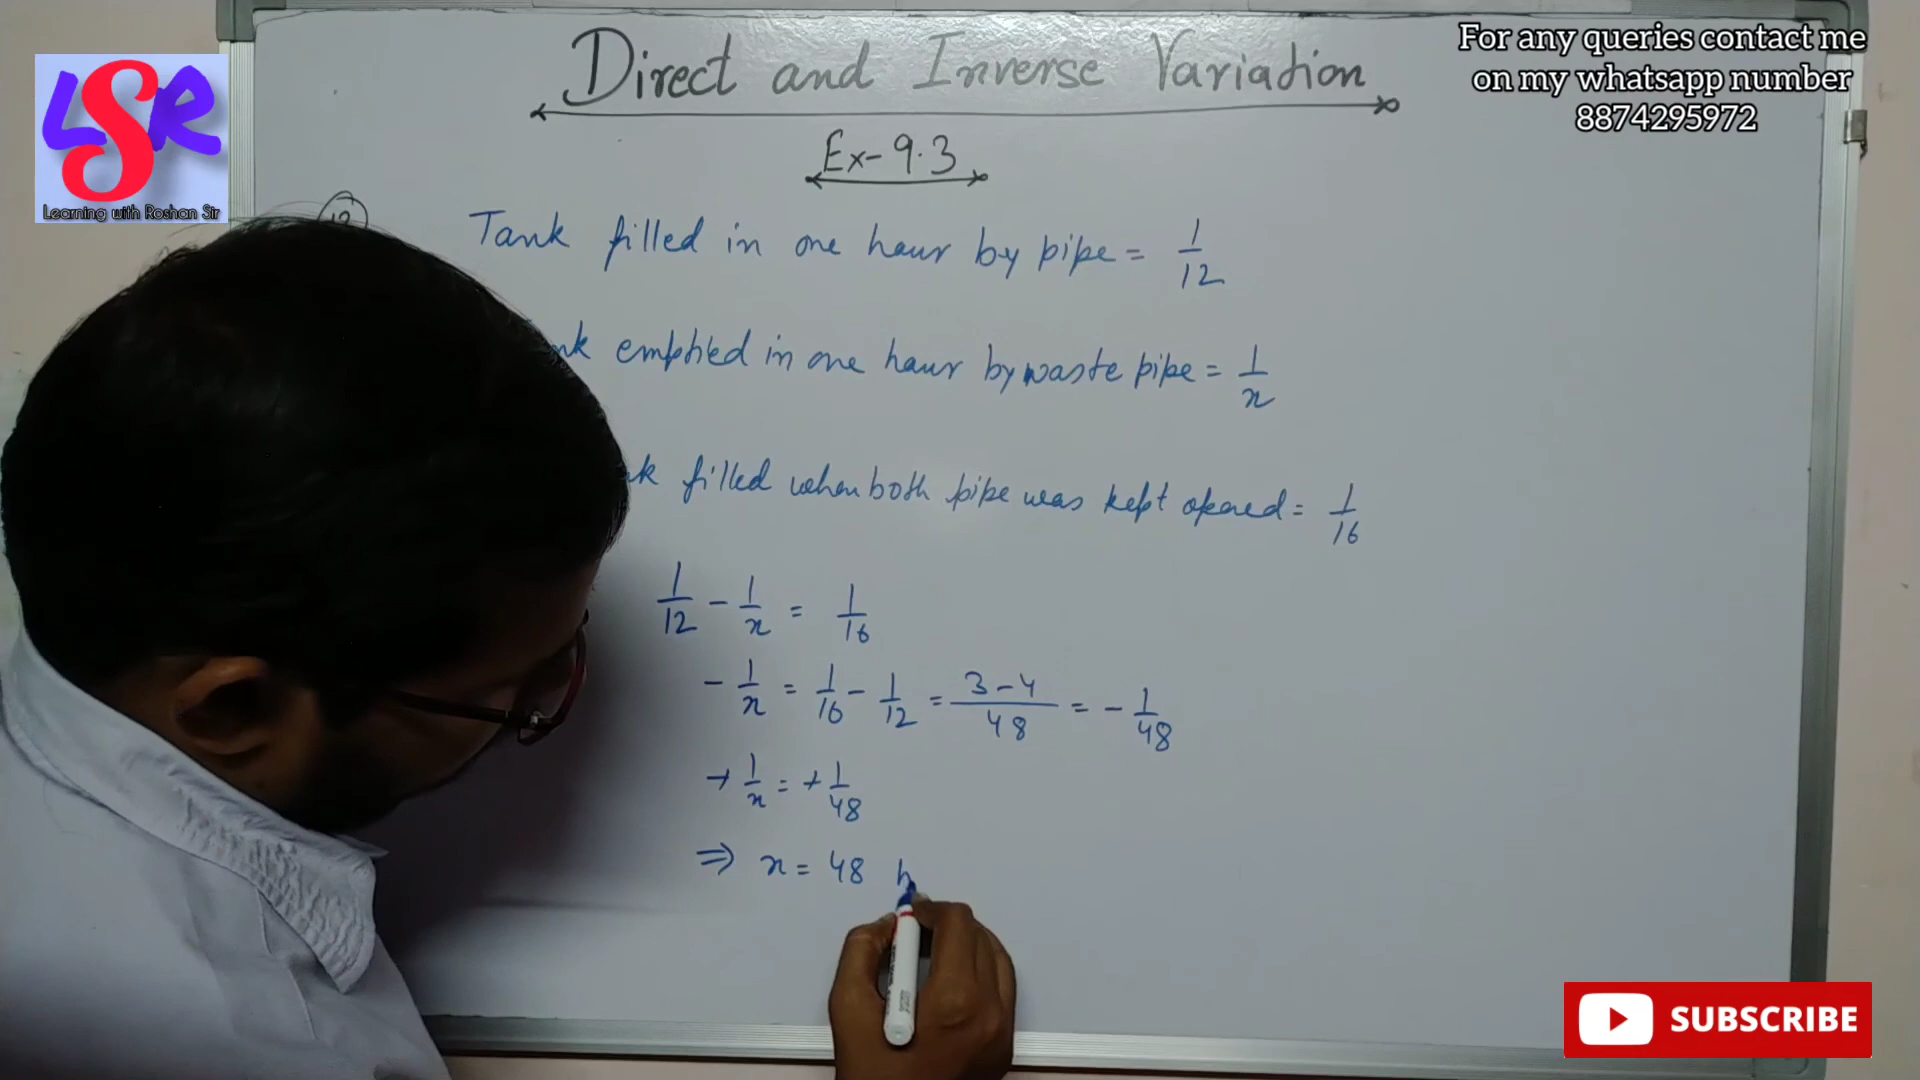 Direct and Inverse Variation
For any queries contact me
on my whatsapp number
8874295972
LSR
Learning with Roshan Sir
Ex-9.3
Tank filled in one hour by pipe = 1/12
emptied in one hour by waste pipe = 1/x
filled when both pipe was kept opened = 1/16
1/12 - 1/x = 1/16
- 1/x = 1/16 - 1/12 = 3-4/48 = - 1/48
+ 1/x = + 1/48
⇒ x = 48 h
SUBSCRIBE